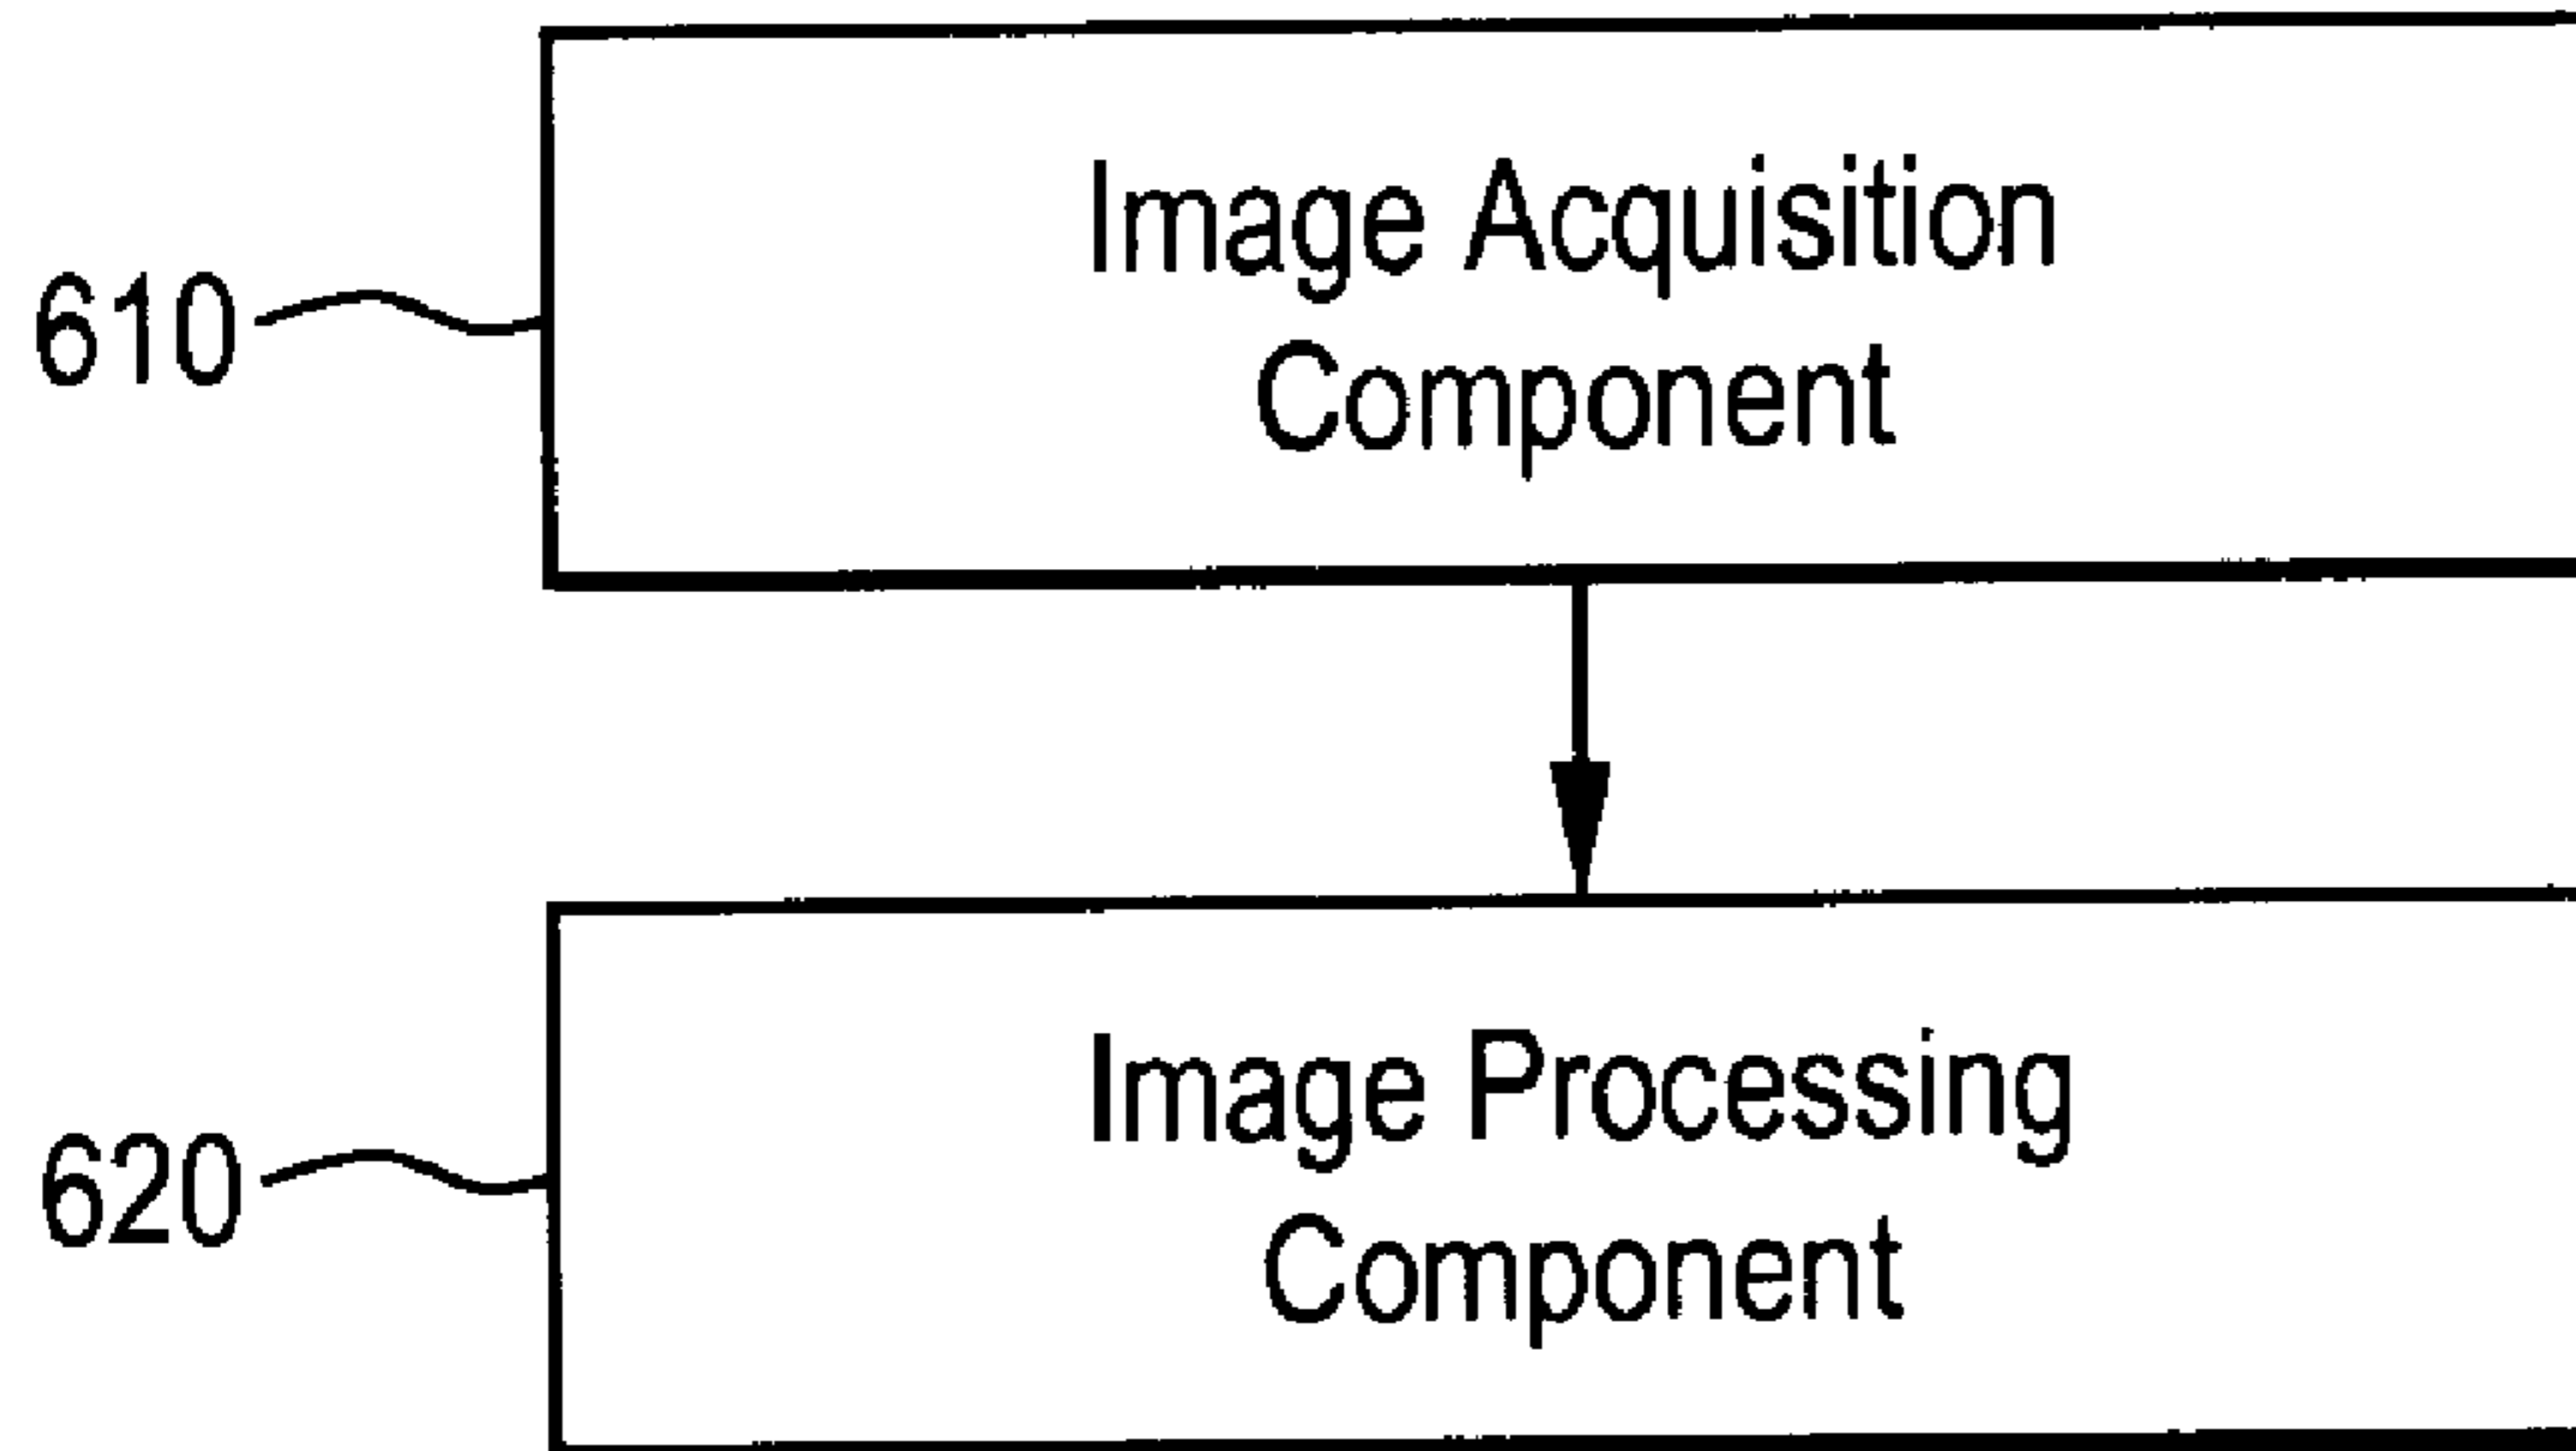 Image Acquisition
610
Component
Image Processing
620
Component